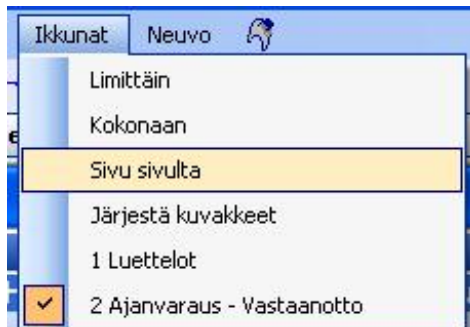 Ikkunat Neuvo
Limittäin
Kokonaan
Sivu sivulta
Järjestä kuvakkeet
1 Luettelot
2 Ajanvaraus - Vastaanotto